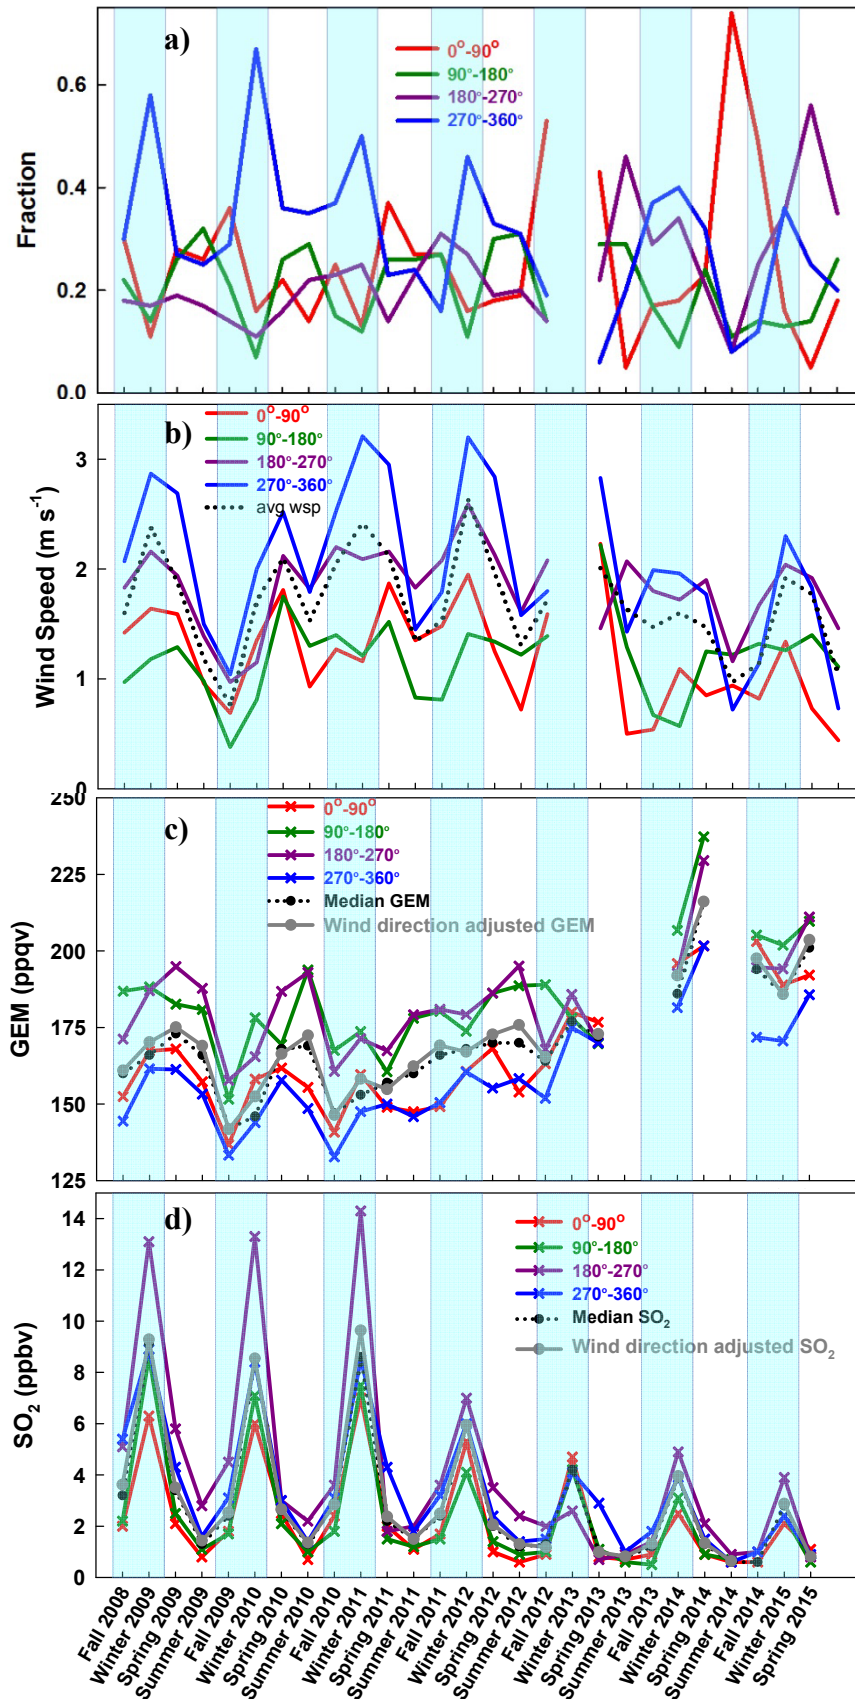 a)
0°-90°
90°-180°
180°-270°
270°-360°
0.6
0.4
0.2
0.0
Fraction
b)
0°-90°
90°-180°
180°-270°
270°-360°
avg wsp
3
2
1
0
Wind Speed (m s⁻¹)
c)
0°-90°
90°-180°
180°-270°
270°-360°
Median GEM
Wind direction adjusted GEM
250
225
200
175
150
125
GEM (ppqv)
d)
0°-90°
90°-180°
180°-270°
270°-360°
Median SO₂
Wind direction adjusted SO₂
14
12
10
8
6
4
2
0
SO₂ (ppbv)
Fall 2008
Winter 2009
Spring 2009
Summer 2009
Fall 2009
Winter 2010
Spring 2010
Summer 2010
Fall 2010
Winter 2011
Spring 2011
Summer 2011
Fall 2011
Winter 2012
Spring 2012
Summer 2012
Fall 2012
Winter 2013
Spring 2013
Summer 2013
Fall 2013
Winter 2014
Spring 2014
Summer 2014
Fall 2014
Winter 2015
Spring 2015